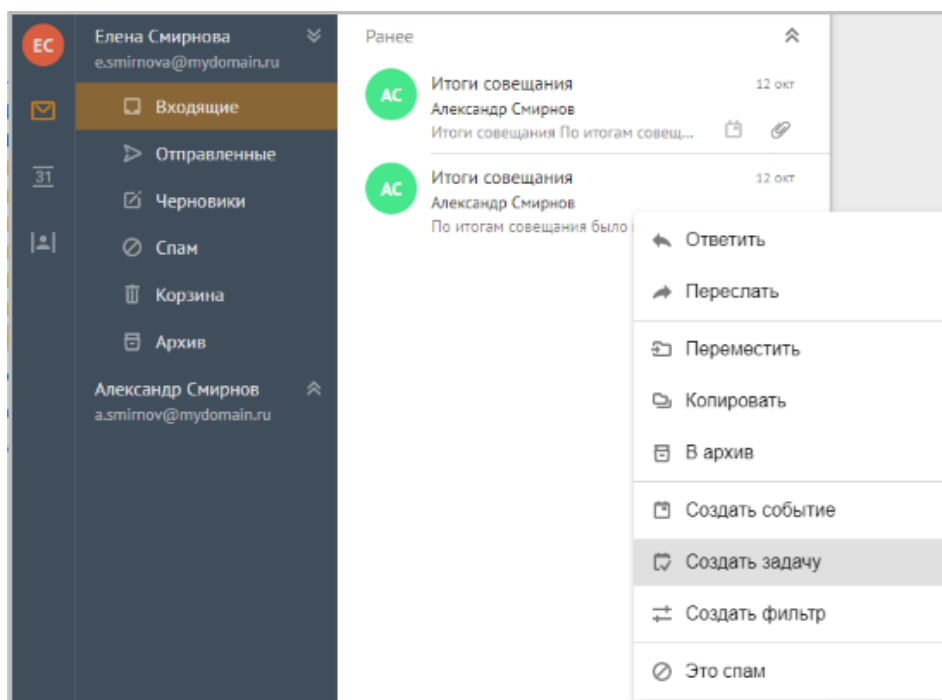 ЕС
Елена Смирнова
e.smirnova@mydomain.ru
Входящие
Отправленные
31
Черновики
Спам
Корзина
Архив
Александр Смирнов
a.smirnov@mydomain.ru
Ранее
АС
Итоги совещания 12 окт
Александр Смирнов
Итоги совещания По итогам совещ...
АС
Итоги совещания 12 окт
Александр Смирнов
По итогам совещания было
Ответить
Переслать
Переместить
Копировать
В архив
Создать событие
Создать задачу
Создать фильтр
Это спам